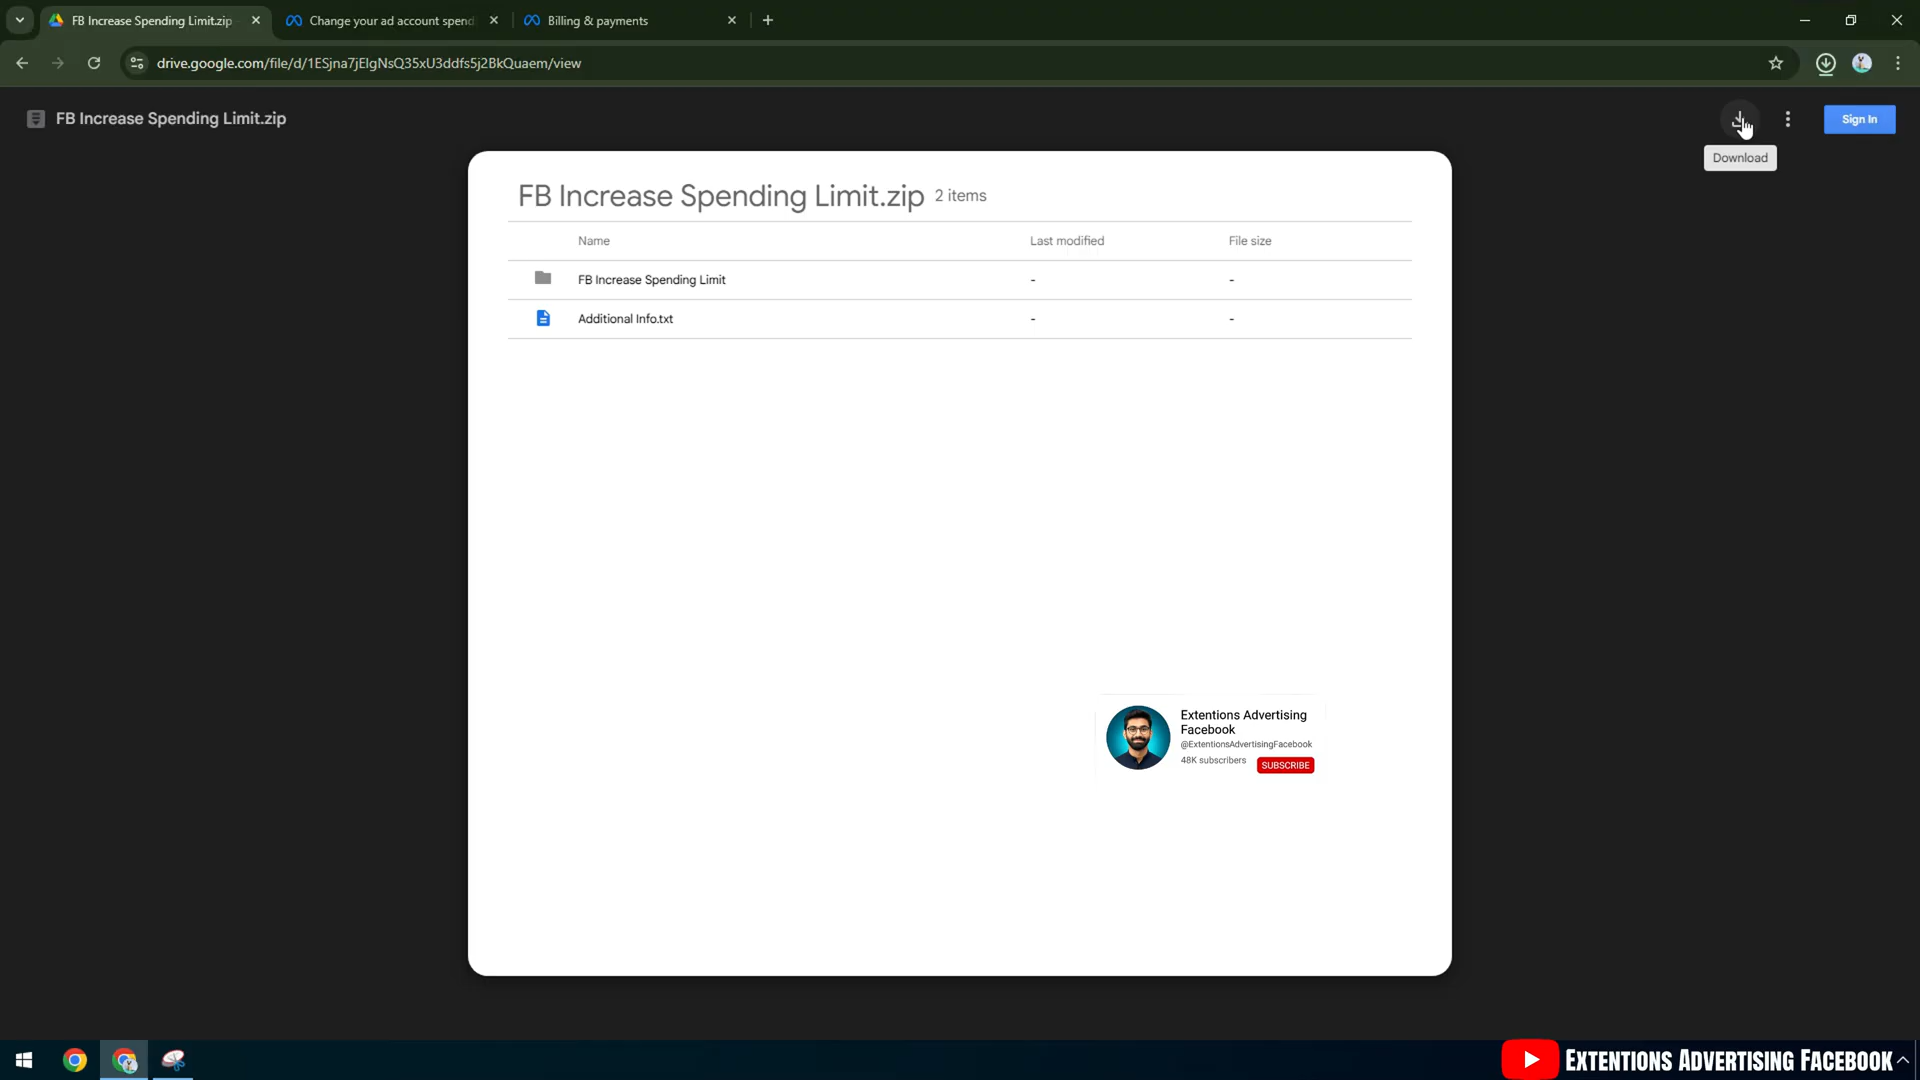 FB Increase Spending Limit.zip
Change your ad account spend
Billing & payments
drive.google.com/file/d/1ESjna7jElgNsQ35xU3ddfs5j2BkQuaem/view
FB Increase Spending Limit.zip
Sign In
Download
FB Increase Spending Limit.zip 2 items
Name Last modified File size
FB Increase Spending Limit - -
Additional Info.txt - -
Extentions Advertising
Facebook
@ExtentionsAdvertisingFacebook
48K subscribers SUBSCRIBE
EXTENTIONS ADVERTISING FACEBOOK